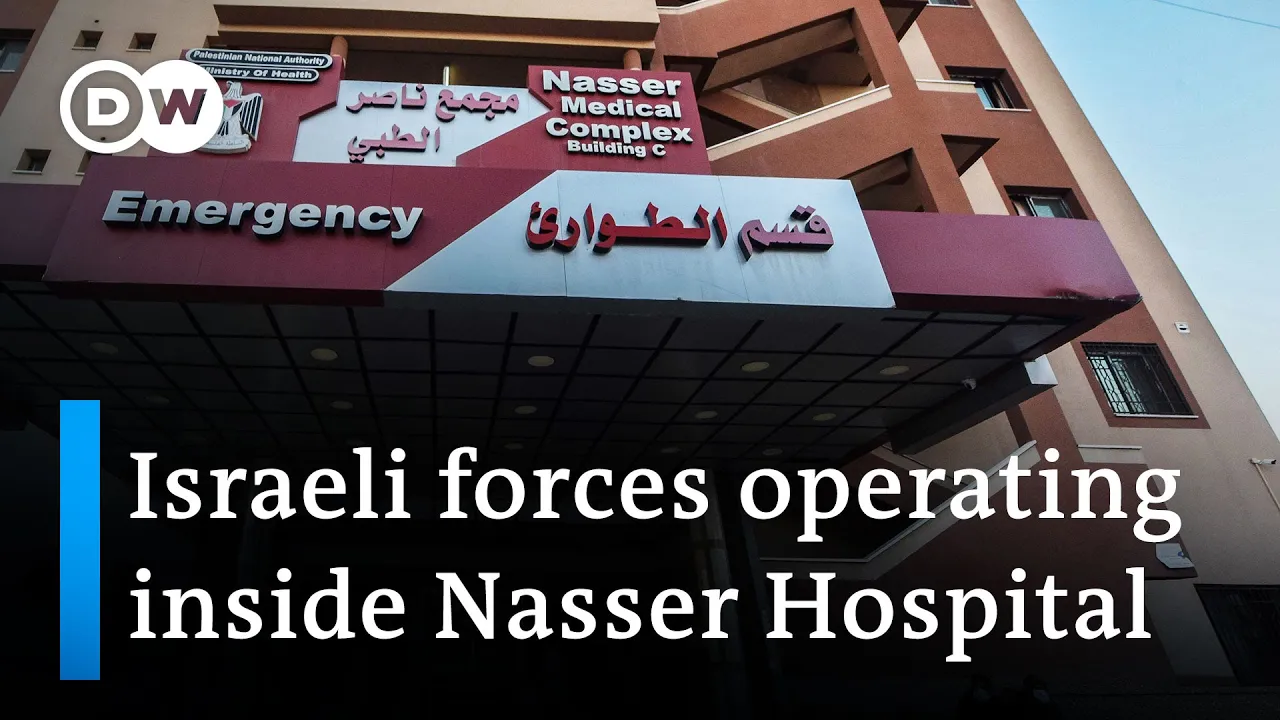 Palestinian National Authority
Ministry Of Health
DW
مجمع ناصر
الطبي
Nasser
Medical
Complex
Building C
Emergency
قسم الطوارئ
Israeli forces operating
inside Nasser Hospital